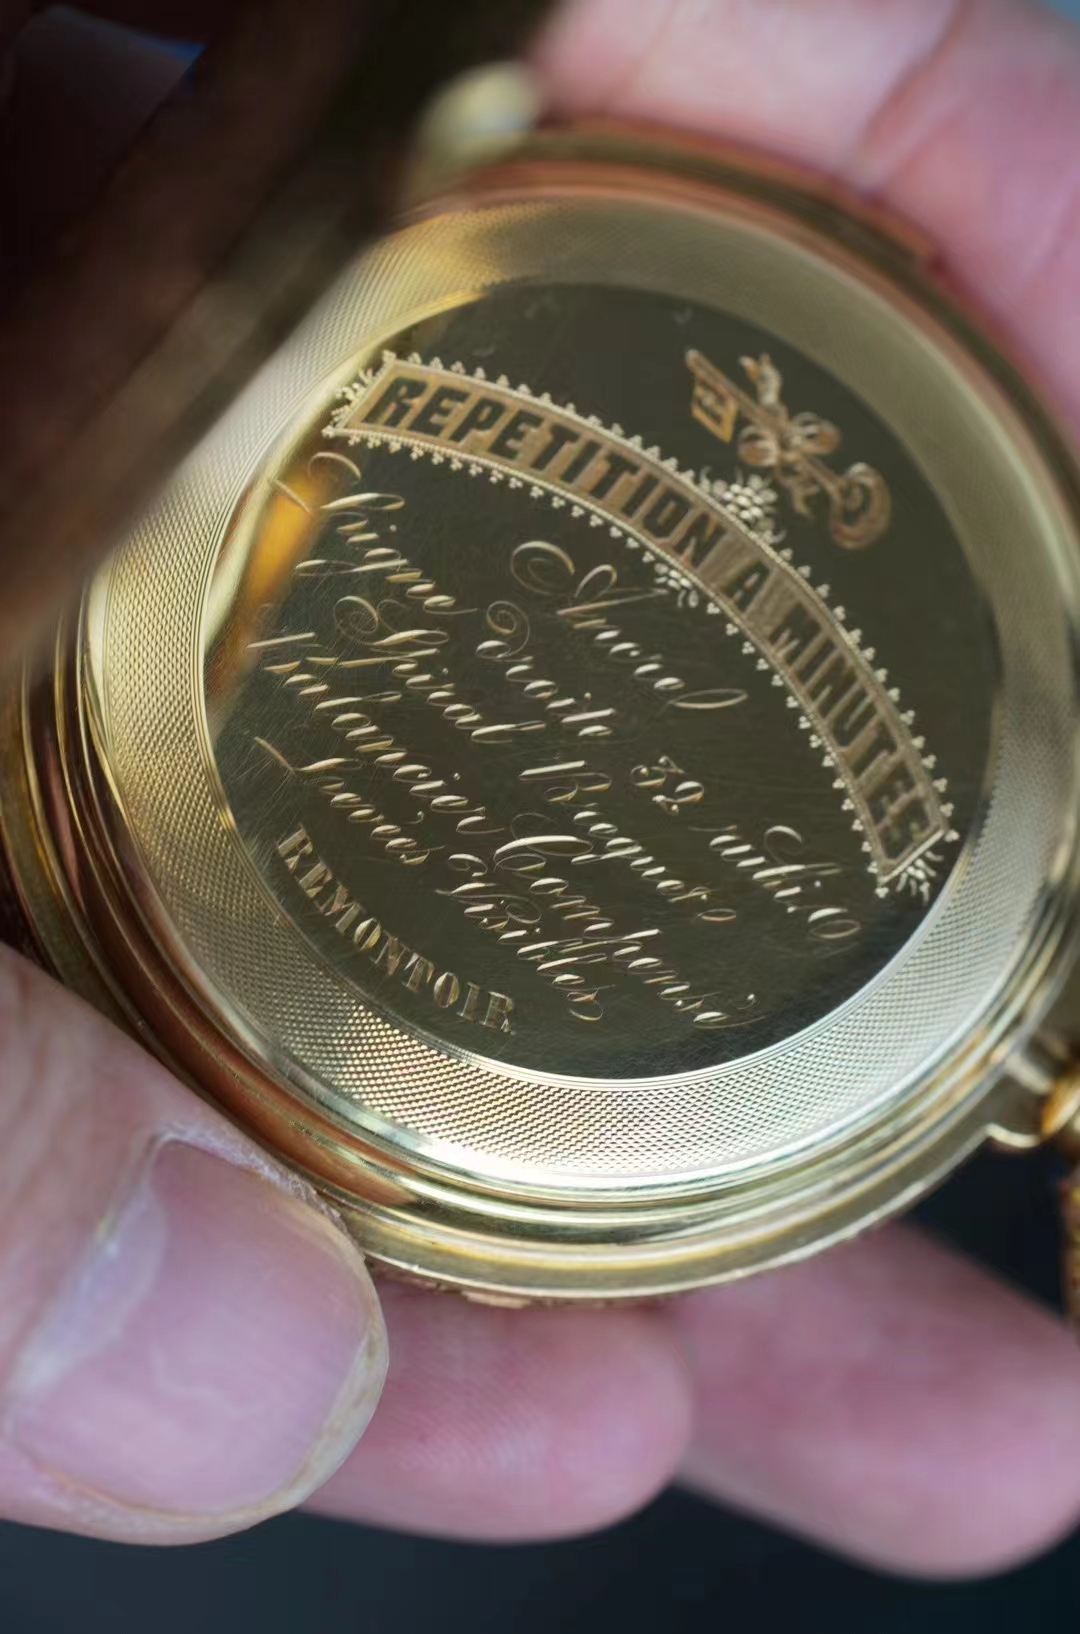 REPETITION A MINUTES
Ancre
Ligne droite 32 rubis
Spiral Breguet
Balancier Compensé
Levées Visibles
REMONTOIR